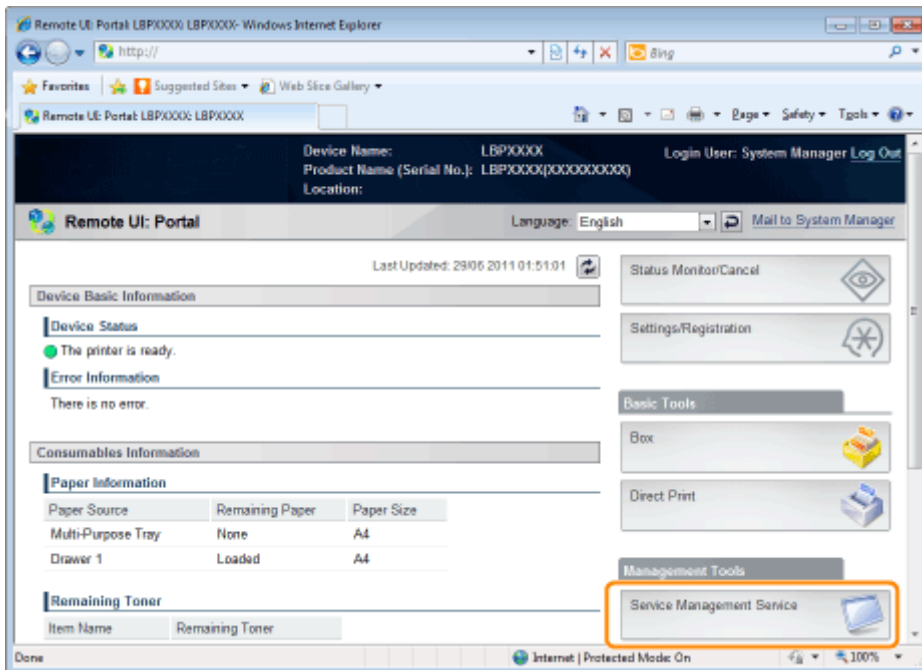 Remote UI: Portal: LBPXXXX: LBPXXXX- Windows Internet Explorer
http://
Bing
Favorites Suggested Sites Web Slice Gallery
Remote UI: Portal: LBPXXXX: LBPXXXX Page Safety Tools
Device Name: LBPXXXX Login User: System Manager Log Out
Product Name (Serial No.): LBPXXXX(XXXXXXXXXX)
Location:
Remote UI: Portal Language: English Mail to System Manager
Last Updated: 29/06 2011 01:51:01
Status Monitor/Cancel
Device Basic Information
Device Status
Settings/Registration
The printer is ready.
Error Information
There is no error.
Basic Tools
Box
Consumables Information
Paper Information
Direct Print
Paper Source Remaining Paper Paper Size
Multi-Purpose Tray None A4
Drawer 1 Loaded A4
Management Tools
Remaining Toner
Service Management Service
Item Name Remaining Toner
Done Internet | Protected Mode: On 100%